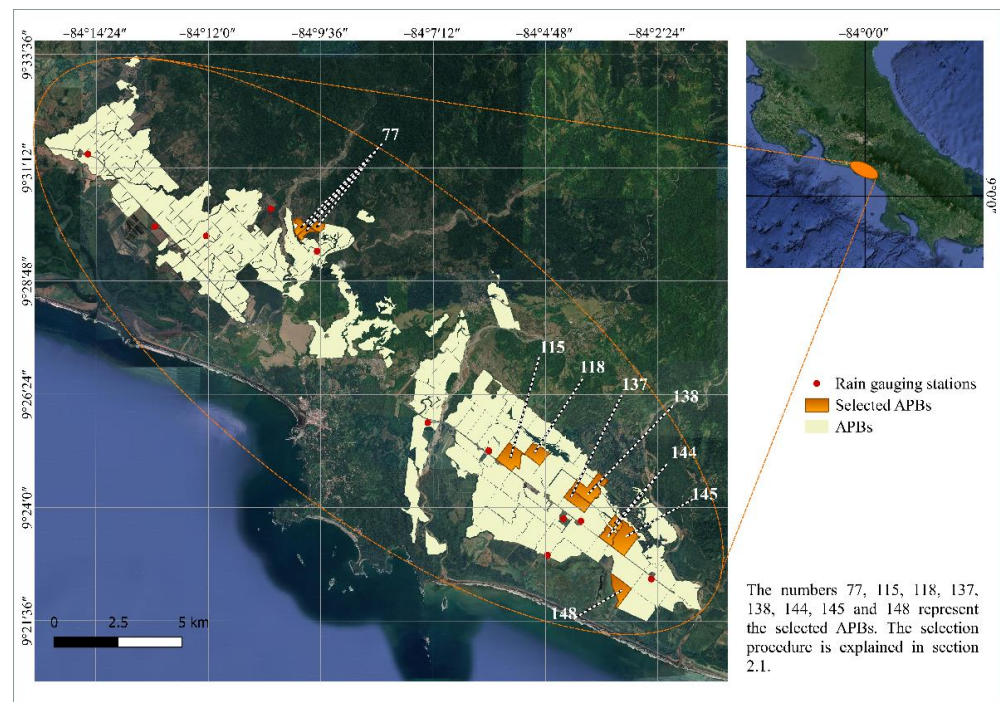 −84°14′24″ −84°12′0″ −84°9′36″ −84°7′12″ −84°4′48″ −84°2′24″
−84°0′0″
9°33′36″
9°31′12″
9°28′48″
9°26′24″
9°24′0″
9°21′36″
9°0′0″
77
115
118
137
138
144
145
148
0 2.5 5 km
Rain gauging stations
Selected APBs
APBs
The numbers 77, 115, 118, 137,
138, 144, 145 and 148 represent
the selected APBs. The selection
procedure is explained in section
2.1.